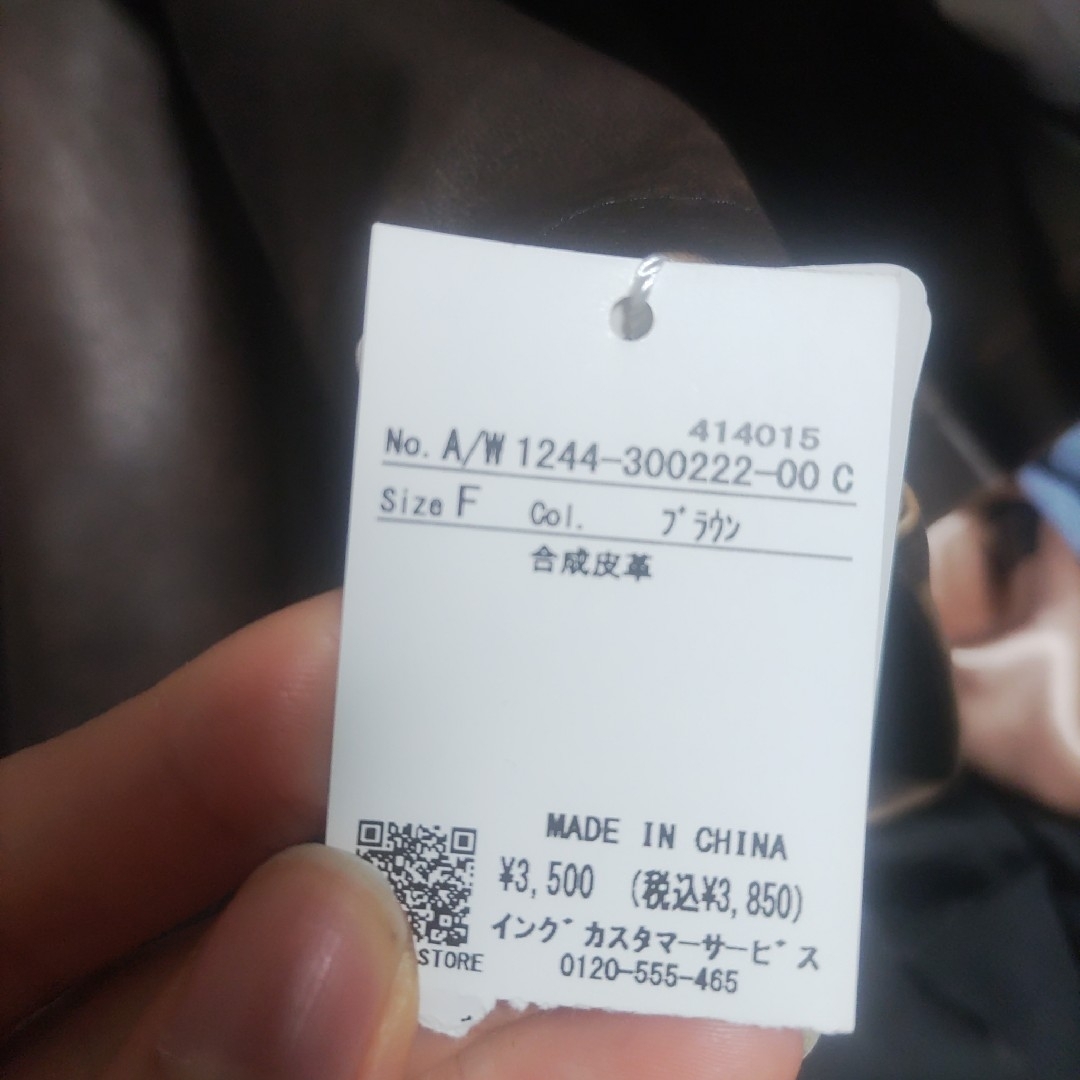 414015
No. A/W 1244-300222-00 C
Size F Col. ﾌﾞﾗｳﾝ
合成皮革
MADE IN CHINA
¥3,500 (税込¥3,850)
イング カスタマーサービス
0120-555-465
STORE